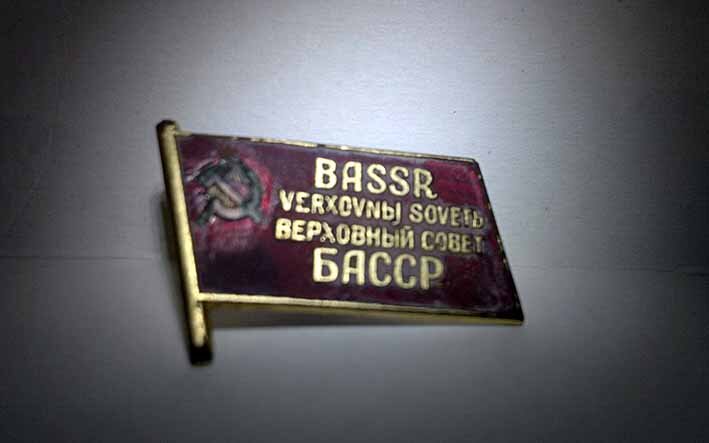 BASSR
VERXOVNЬJ SOVETЬ
ВЕРХОВНЫЙ СОВЕТ
БАССР